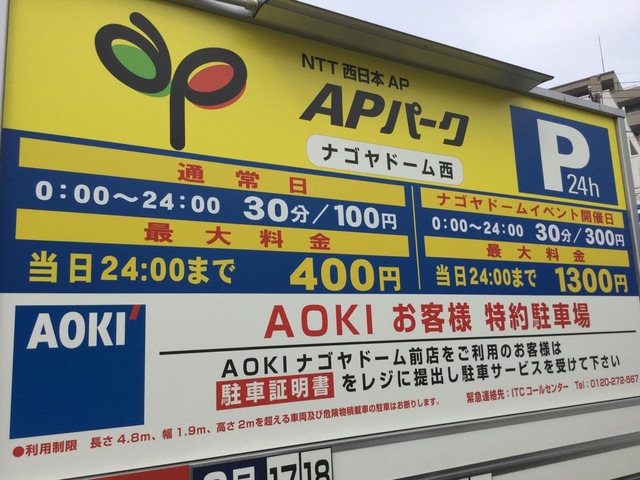 NTT 西日本 AP
APパーク
ナゴヤドーム西
P
24h
通常日
0:00〜24:00 30分/100円
最大料金
当日24:00まで 400円
ナゴヤドームイベント開催日
0:00〜24:00 30分/300円
最大料金
当日24:00まで 1300円
AOKI'
AOKI お客様 特約駐車場
AOKIナゴヤドーム前店をご利用のお客様は
駐車証明書をレジに提出し駐車サービスを受けて下さい
緊急連絡先:ITCコールセンター Tel:0120-272-567
●利用制限 長さ4.8m、幅1.9m、高さ2mを超える車両及び危険物積載車の駐車はお断りします。
17 18